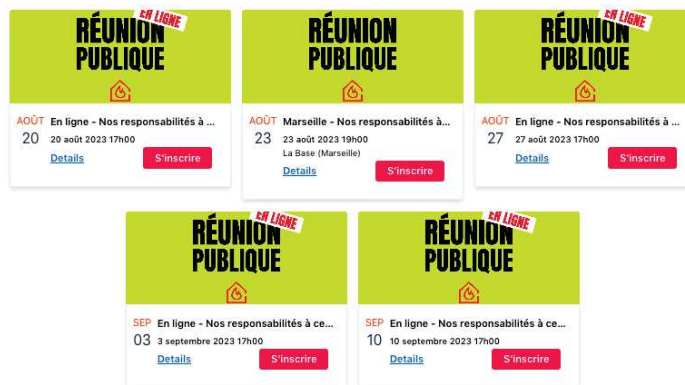 EN LIGNE
RÉUNION
PUBLIQUE
AOÛT
20
En ligne - Nos responsabilités à ...
20 août 2023 17h00
Details
S'inscrire
RÉUNION
PUBLIQUE
AOÛT
23
Marseille - Nos responsabilités à...
23 août 2023 19h00
La Base (Marseille)
Details
S'inscrire
EN LIGNE
RÉUNION
PUBLIQUE
AOÛT
27
En ligne - Nos responsabilités à ...
27 août 2023 17h00
Details
S'inscrire
EN LIGNE
RÉUNION
PUBLIQUE
SEP
03
En ligne - Nos responsabilités à ce...
3 septembre 2023 17h00
Details
S'inscrire
EN LIGNE
RÉUNION
PUBLIQUE
SEP
10
En ligne - Nos responsabilités à ce...
10 septembre 2023 17h00
Details
S'inscrire